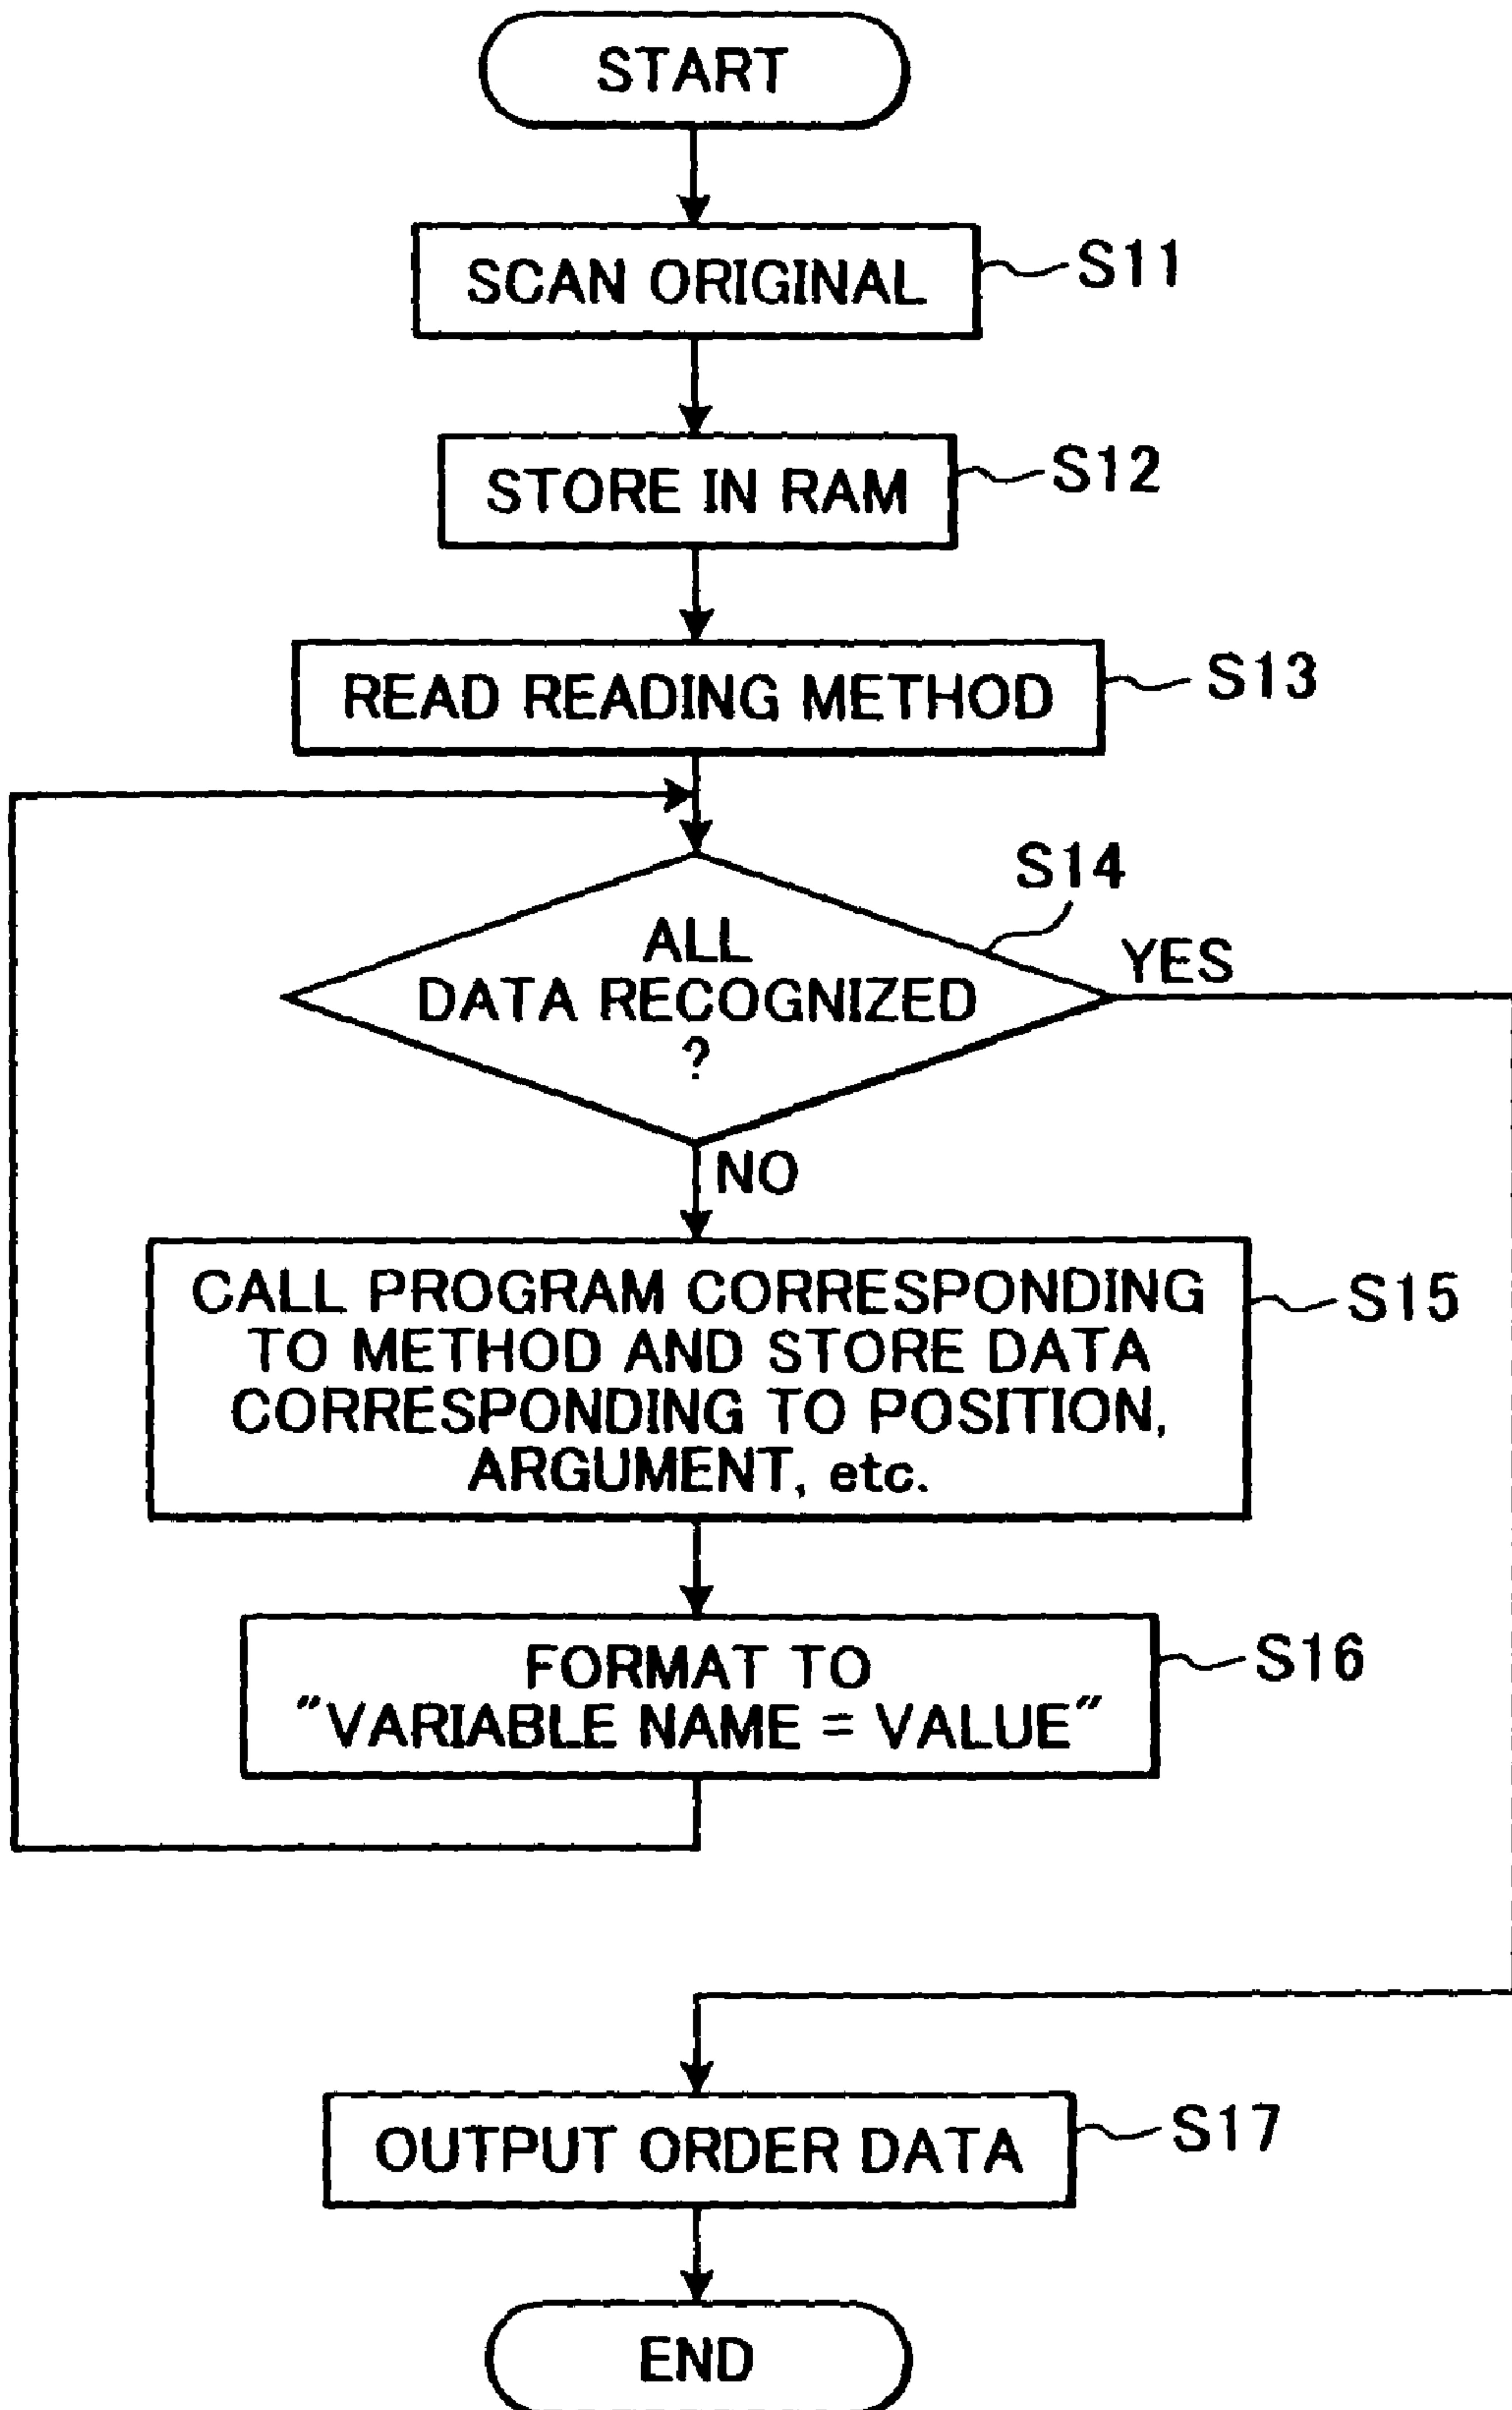 START
SCAN ORIGINAL
S11
STORE IN RAM
S12
READ READING METHOD
S13
S14
ALL
DATA RECOGNIZED
?
YES
NO
CALL PROGRAM CORRESPONDING
TO METHOD AND STORE DATA
CORRESPONDING TO POSITION,
ARGUMENT, etc.
S15
FORMAT TO
"VARIABLE NAME = VALUE"
S16
OUTPUT ORDER DATA
S17
END